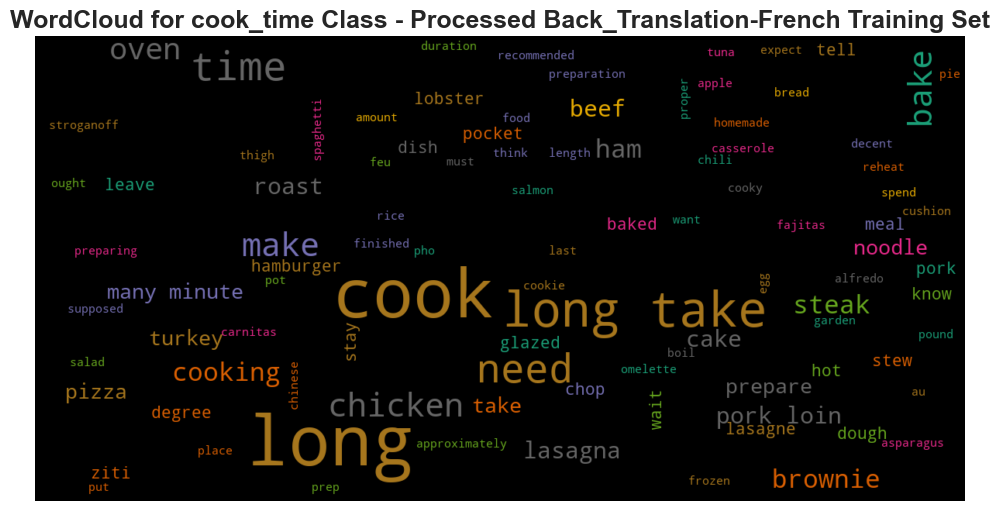 WordCloud for cook_time Class - Processed Back_Translation-French Training Set
oven
time
duration
recommended
tuna
expect
tell
bake
pie
preparation
lobster
beef
proper
apple
bread
stroganoff
spaghetti
amount
food
pocket
homemade
thigh
feu
dish
must
think
length
ham
casserole
chili
decent
reheat
ought
leave
roast
salmon
cooky
spend
cushion
rice
baked
want
fajitas
meal
make
finished
pho
last
noodle
preparing
hamburger
pot
cook
cookie
egg
alfredo
pork
know
many minute
supposed
long
take
steak
garden
pound
turkey
carnitas
stay
glazed
boil
cake
stew
salad
cooking
chinese
need
omelette
hot
pizza
degree
chicken
take
chop
wait
prepare
pork loin
au
long
place
approximately
lasagna
lasagne
dough
asparagus
ziti
put
prep
frozen
brownie